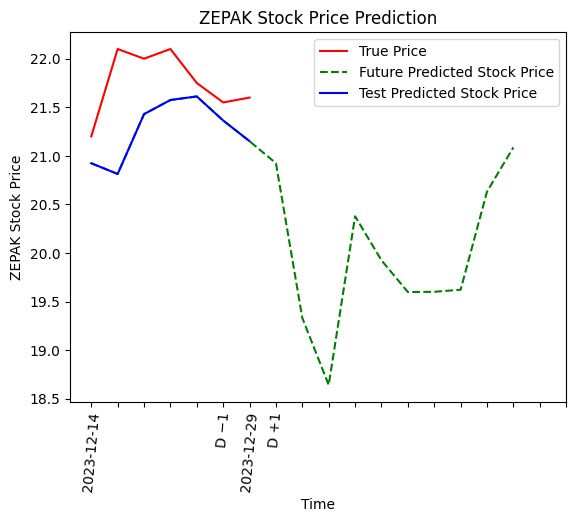 ZEPAK Stock Price Prediction
True Price
Future Predicted Stock Price
Test Predicted Stock Price
ZEPAK Stock Price
22.0
21.5
21.0
20.5
20.0
19.5
19.0
18.5
2023-12-14
D −1
2023-12-29
D +1
Time